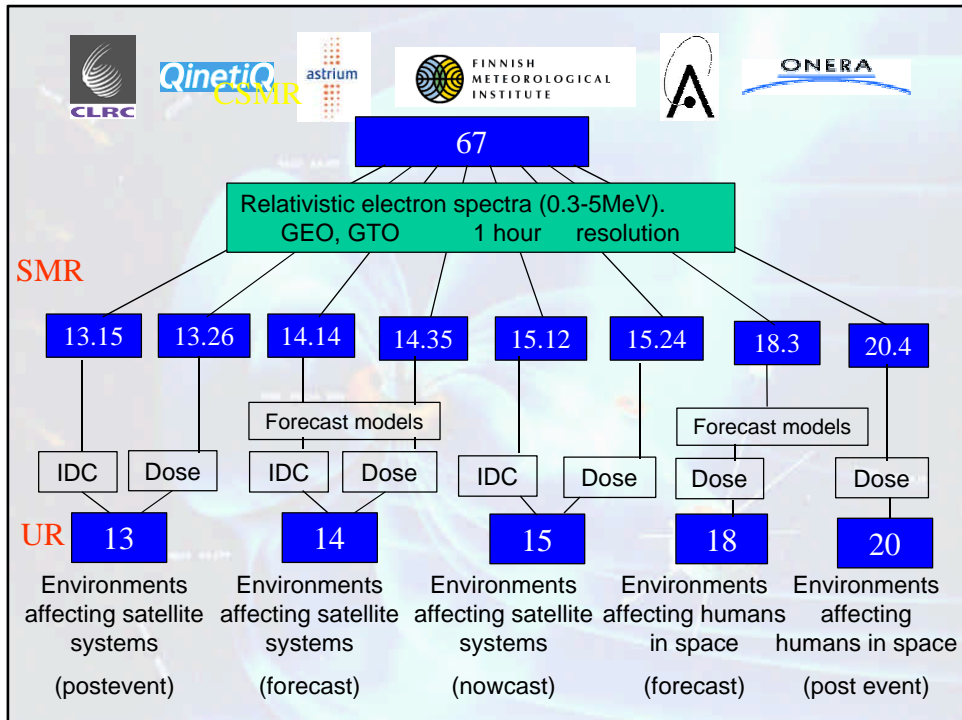 CLRC
QinetiQ
CSMR
astrium
FINNISH
METEOROLOGICAL
INSTITUTE
ONERA
67
Relativistic electron spectra (0.3-5MeV).
GEO, GTO 1 hour resolution
SMR
13.15 13.26 14.14 14.35 15.12 15.24 18.3 20.4
Forecast models Forecast models
IDC Dose IDC Dose IDC Dose Dose Dose
UR 13 14 15 18 20
Environments Environments Environments Environments Environments
affecting satellite affecting satellite affecting satellite affecting humans affecting
systems systems systems in space humans in space
(postevent) (forecast) (nowcast) (forecast) (post event)